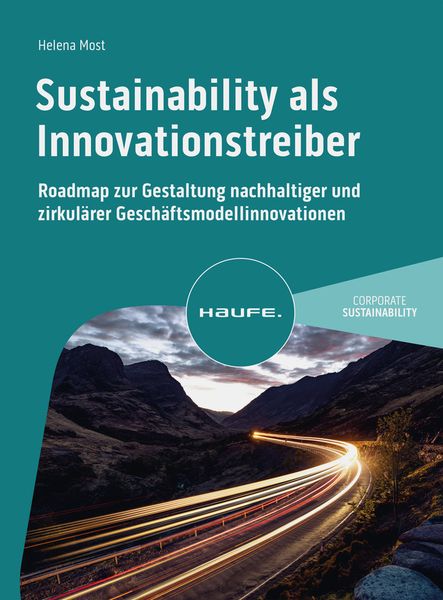 Helena Most
Sustainability als
Innovationstreiber
Roadmap zur Gestaltung nachhaltiger und
zirkulärer Geschäftsmodellinnovationen
HAUFE.
CORPORATE
SUSTAINABILITY